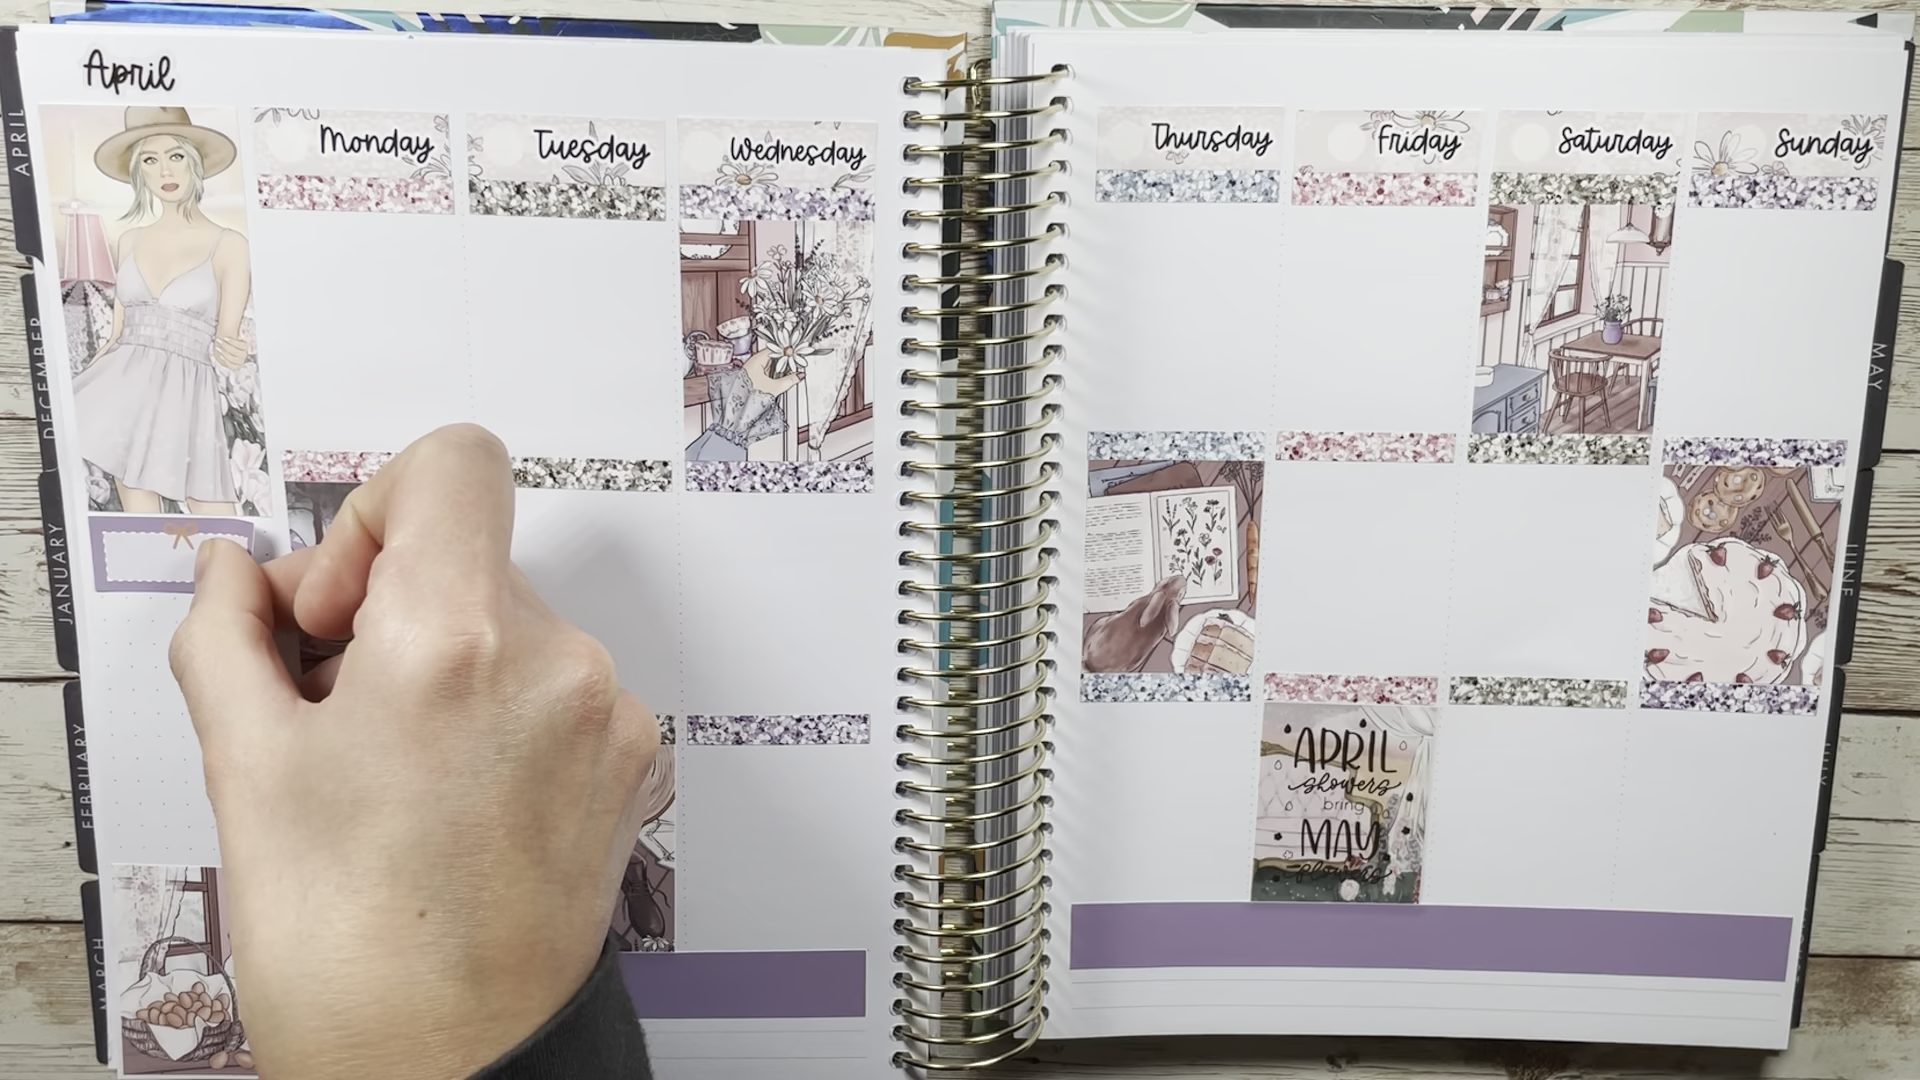 April
Monday
Tuesday
Wednesday
Thursday
Friday
Saturday
Sunday
APRIL
DECEMBER
JANUARY
FEBRUARY
MARCH
MAY
JUNE
JULY
APRIL
showers
bring
MAY
flowers